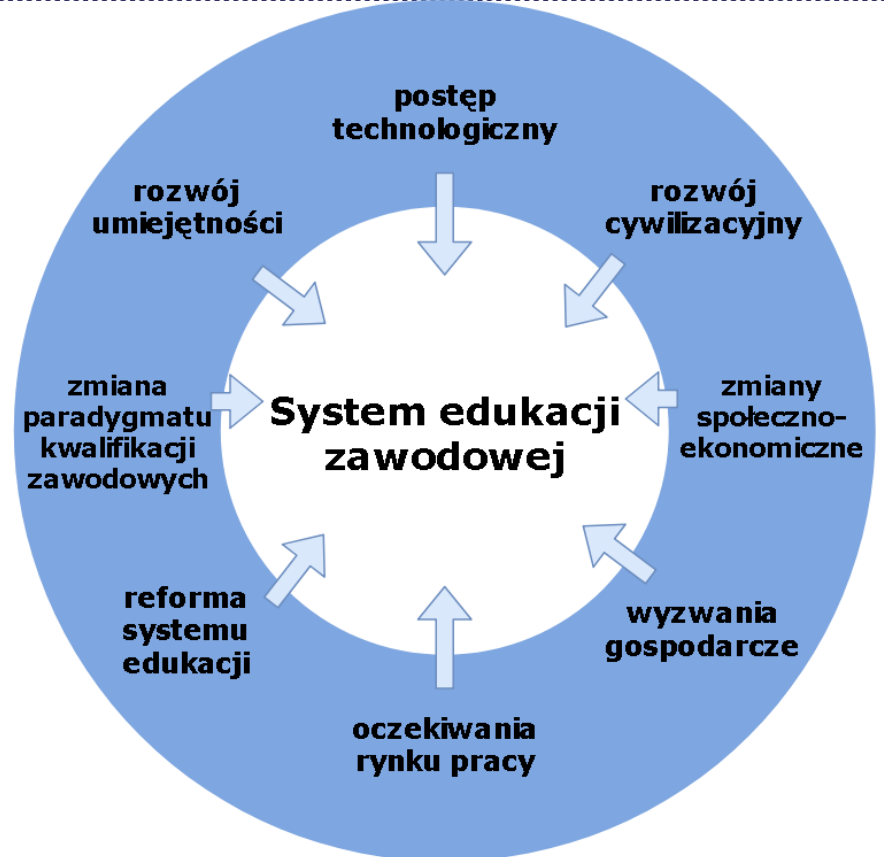 postęp
technologiczny
rozwój
cywilizacyjny
zmiany
społeczno-
ekonomiczne
wyzwania
gospodarcze
oczekiwania
rynku pracy
reforma
systemu
edukacji
zmiana
paradygmatu
kwalifikacji
zawodowych
rozwój
umiejętności
System edukacji
zawodowej